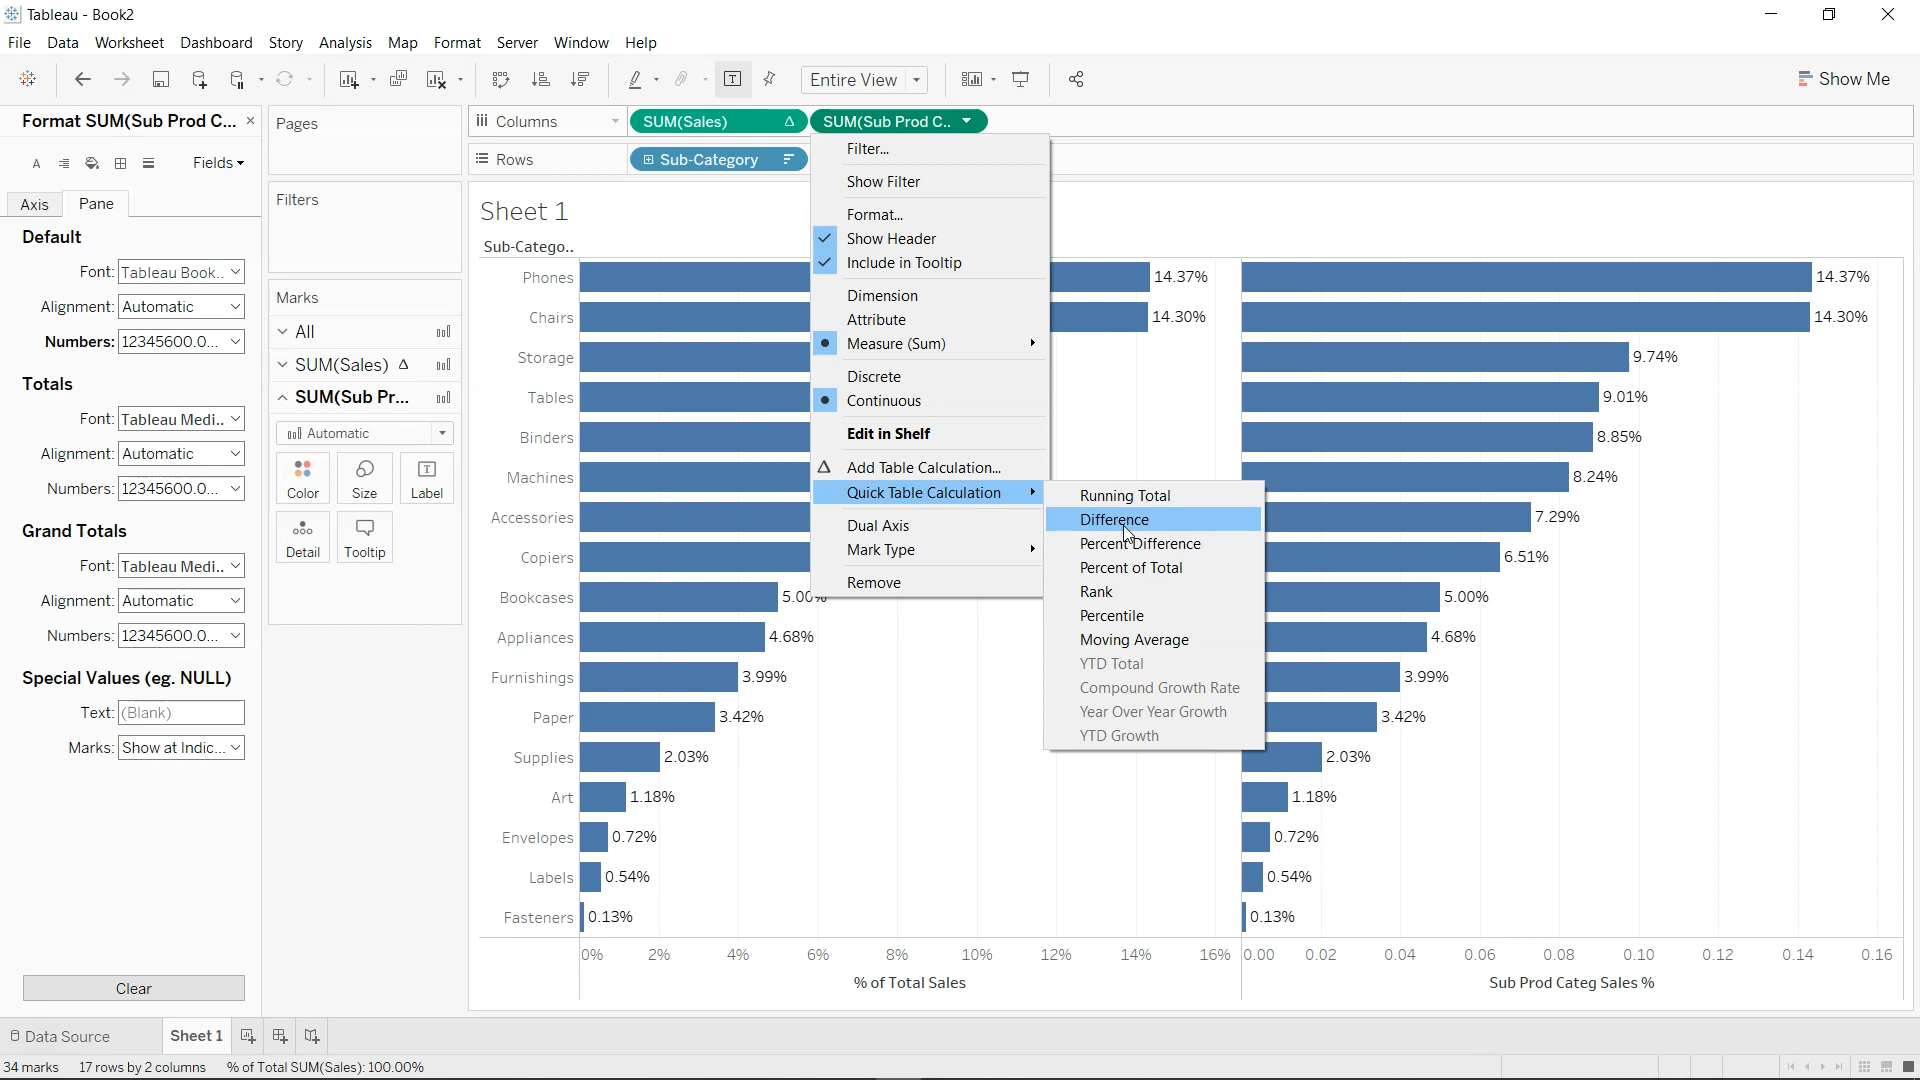 Tableau - Book2
File Data Worksheet Dashboard Story Analysis Map Format Server Window Help
Entire View
Show Me
Format SUM(Sub Prod C...
Fields
Axis
Pane
Default
Font: Tableau Book..
Alignment: Automatic
Numbers: 12345600.0...
Totals
Font: Tableau Medi..
Alignment: Automatic
Numbers: 12345600.0...
Grand Totals
Font: Tableau Medi..
Alignment: Automatic
Numbers: 12345600.0...
Special Values (eg. NULL)
Text: (Blank)
Marks: Show at Indic...
Clear
Pages
Filters
Marks
All
SUM(Sales)
SUM(Sub Pr...
Automatic
Color
Size
Label
Detail
Tooltip
Columns
SUM(Sales)
SUM(Sub Prod C..
Rows
Sub-Category
Sheet 1
Sub-Catego..
Phones
14.37%
14.37%
Chairs
14.30%
14.30%
Storage
9.74%
Tables
9.01%
Binders
8.85%
Machines
8.24%
Accessories
7.29%
Copiers
6.51%
Bookcases
5.00%
5.00%
Appliances
4.68%
4.68%
Furnishings
3.99%
3.99%
Paper
3.42%
3.42%
Supplies
2.03%
2.03%
Art
1.18%
1.18%
Envelopes
0.72%
0.72%
Labels
0.54%
0.54%
Fasteners
0.13%
0.13%
0% 2% 4% 6% 8% 10% 12% 14% 16%
0.00 0.02 0.04 0.06 0.08 0.10 0.12 0.14 0.16
% of Total Sales
Sub Prod Categ Sales %
Filter...
Show Filter
Format...
Show Header
Include in Tooltip
Dimension
Attribute
Measure (Sum)
Discrete
Continuous
Edit in Shelf
Add Table Calculation...
Quick Table Calculation
Dual Axis
Mark Type
Remove
Running Total
Difference
Percent Difference
Percent of Total
Rank
Percentile
Moving Average
YTD Total
Compound Growth Rate
Year Over Year Growth
YTD Growth
Data Source
Sheet 1
34 marks 17 rows by 2 columns % of Total SUM(Sales): 100.00%